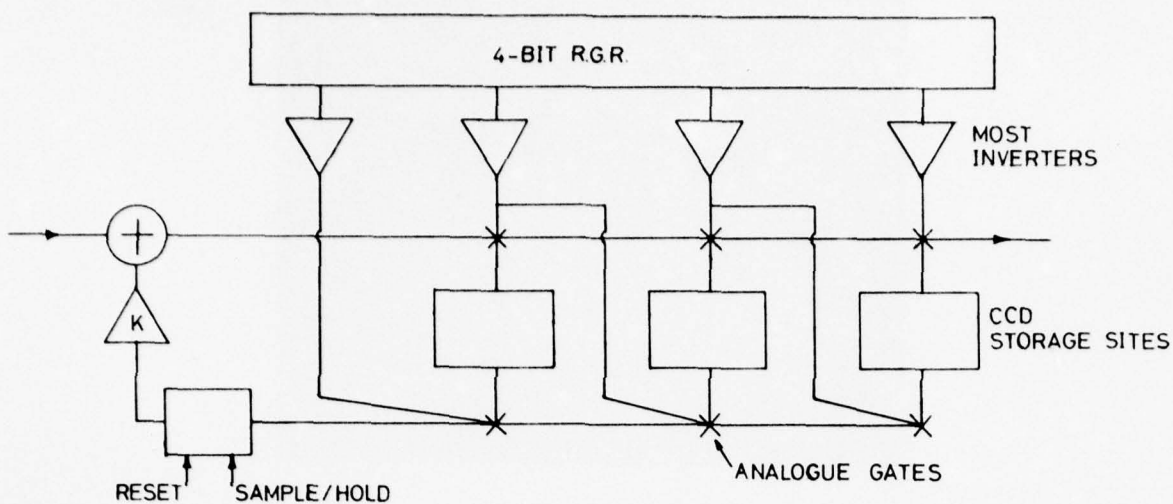 4-BIT R.G.R.
MOST
INVERTERS
K
CCD
STORAGE SITES
ANALOGUE GATES
RESET
SAMPLE/HOLD